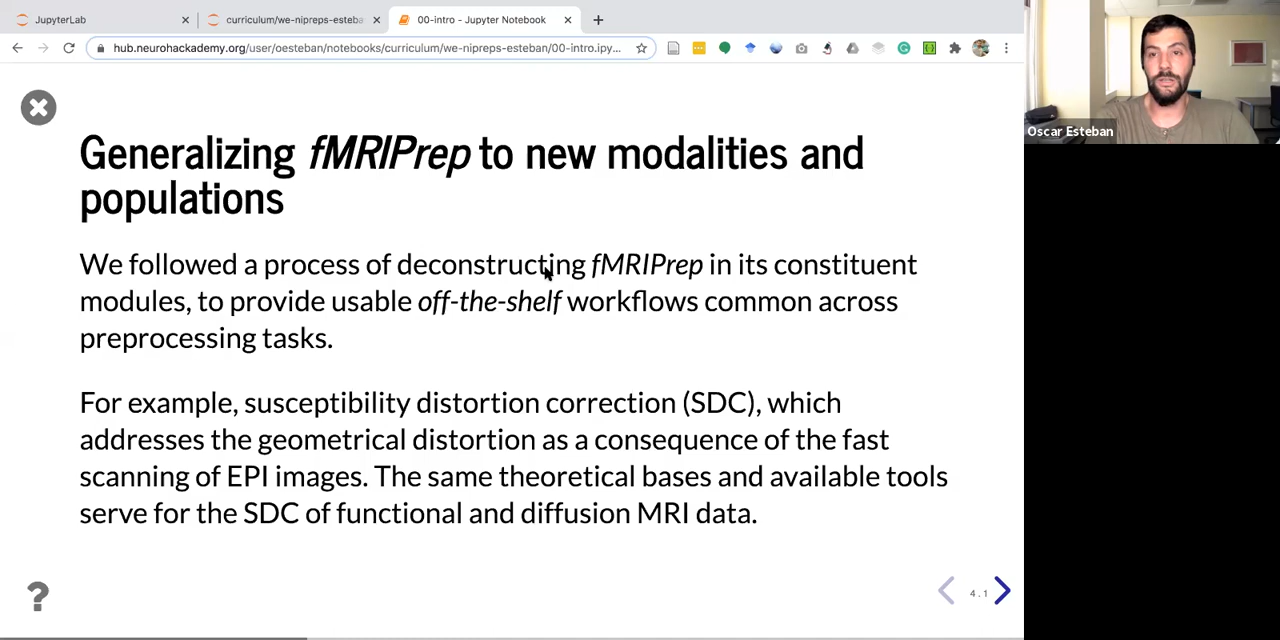 JupyterLab
curriculum/we-nipreps-esteba
00-intro - Jupyter Notebook
hub.neurohackademy.org/user/oesteban/notebooks/curriculum/we-nipreps-esteban/00-intro.ipy...
Oscar Esteban
Generalizing fMRIPrep to new modalities and
populations
We followed a process of deconstructing fMRIPrep in its constituent
modules, to provide usable off-the-shelf workflows common across
preprocessing tasks.
For example, susceptibility distortion correction (SDC), which
addresses the geometrical distortion as a consequence of the fast
scanning of EPI images. The same theoretical bases and available tools
serve for the SDC of functional and diffusion MRI data.
?
4.1